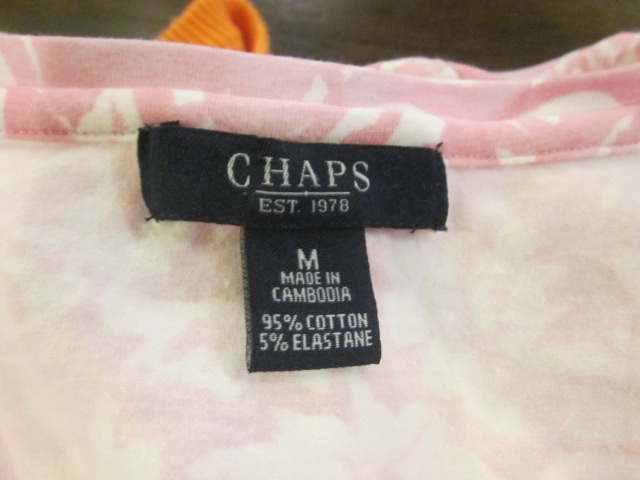 CHAPS
EST. 1978
M
MADE IN
CAMBODIA
95% COTTON
5% ELASTANE